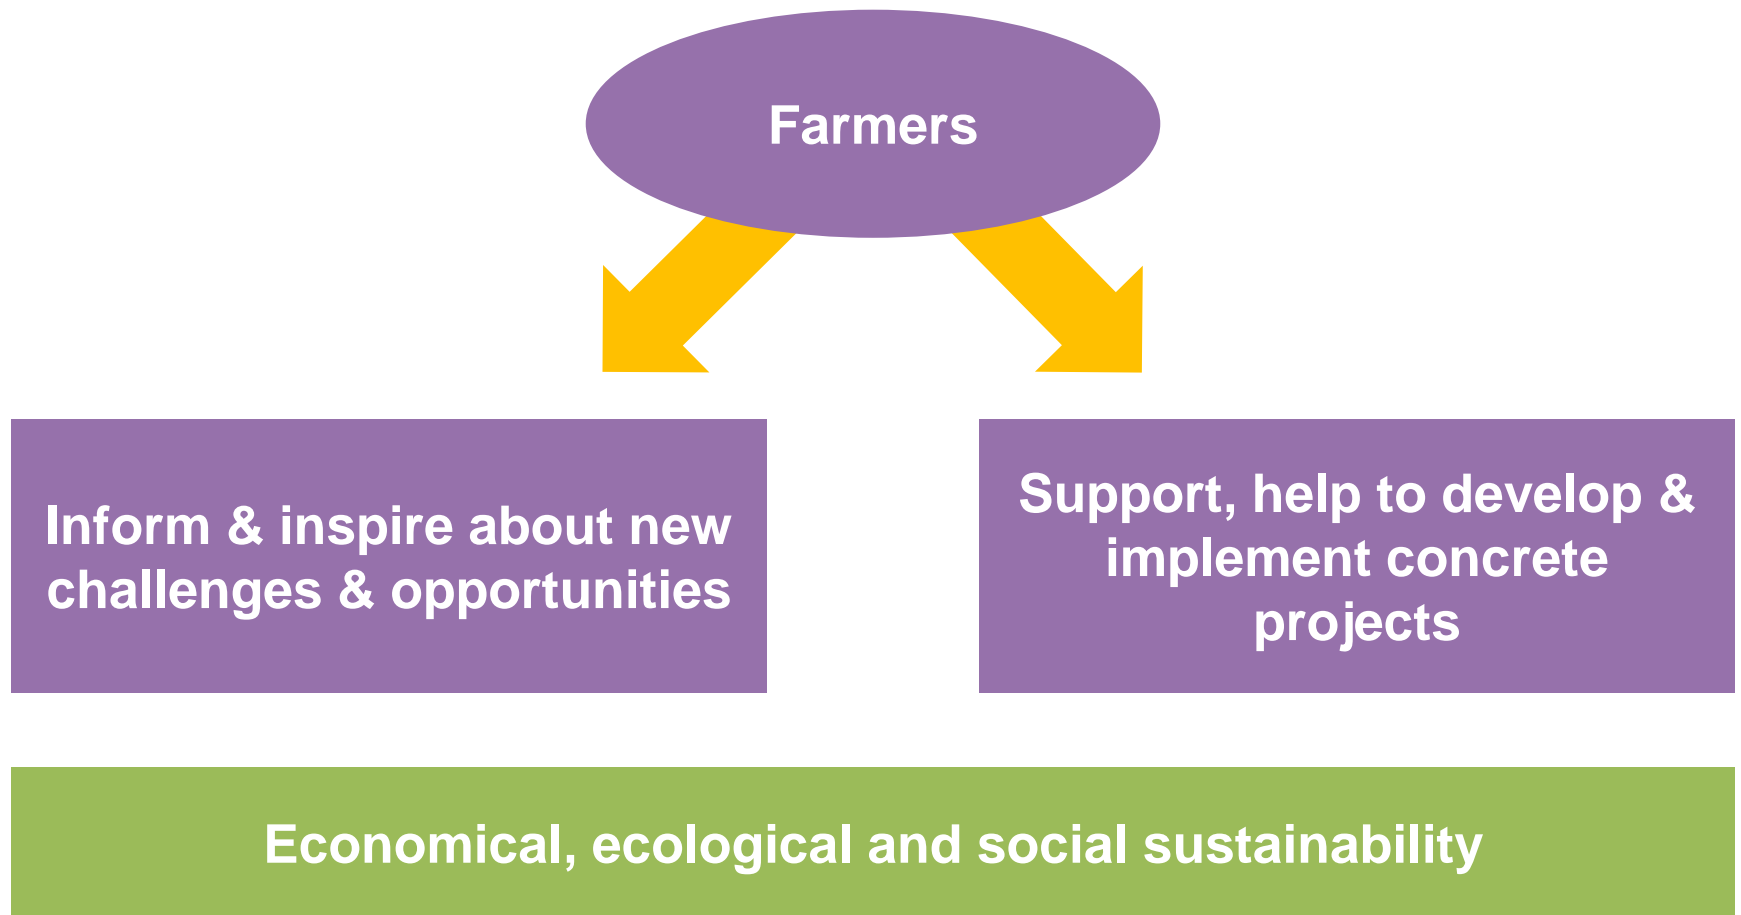 Farmers
Inform & inspire about new
challenges & opportunities
Support, help to develop &
implement concrete
projects
Economical, ecological and social sustainability